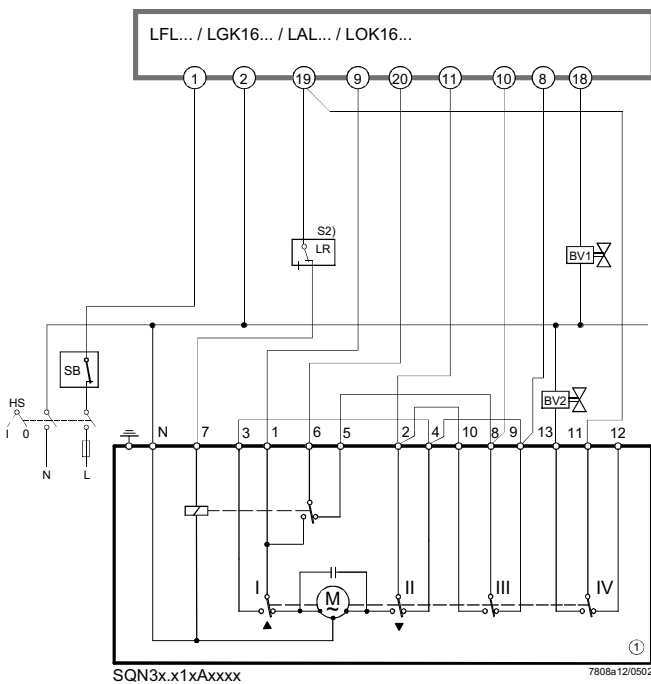 LFL... / LGK16... / LAL... / LOK16...
1 2 19 9 20 11 10 8 18
S2)
LR
BV1
SB
HS
I 0
BV2
N L
N 7 3 1 6 5 2 4 10 8 9 13 11 12
I II III IV
M
~
1
SQN3x.x1xAxxxx
7808a12/0502